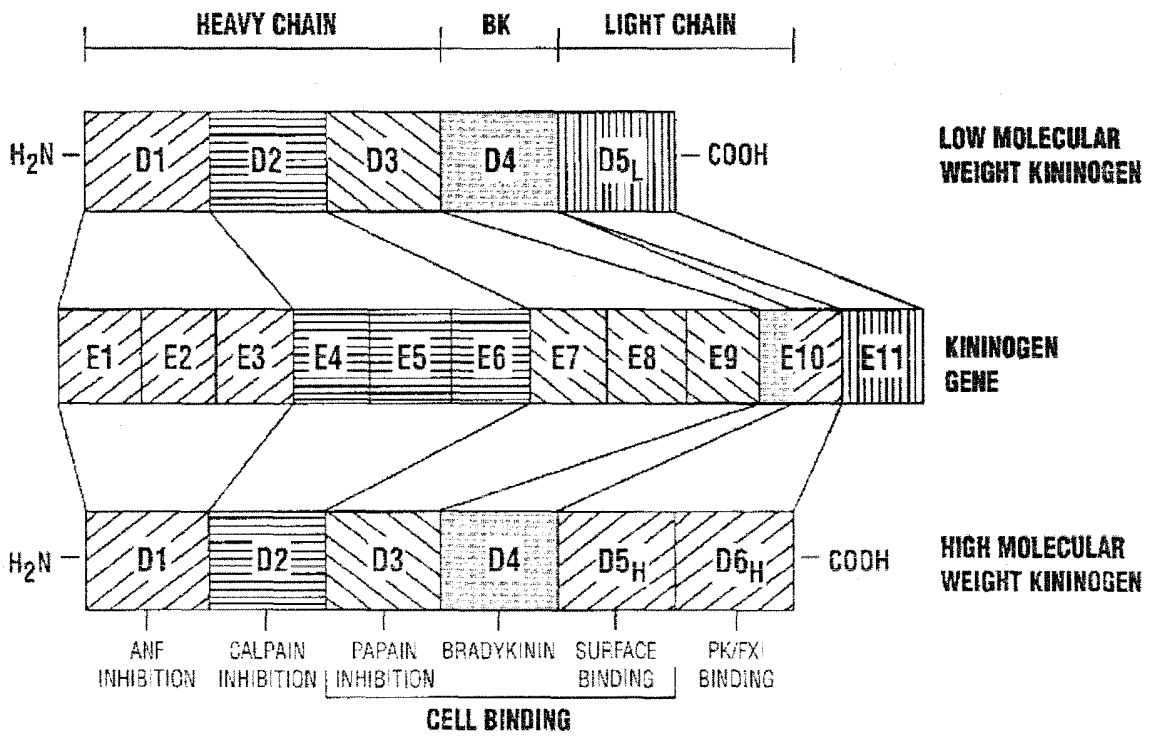 HEAVY CHAIN BK LIGHT CHAIN
H₂N D1 D2 D3 D4 D5L COOH
LOW MOLECULAR
WEIGHT KININOGEN
E1 E2 E3 E4 E5 E6 E7 E8 E9 E10 E11
KININOGEN
GENE
H₂N D1 D2 D3 D4 D5H D6H COOH
HIGH MOLECULAR
WEIGHT KININOGEN
ANF
INHIBITION
CALPAIN
INHIBITION
PAPAIN
INHIBITION
BRADYKININ
SURFACE
BINDING
PK/FXI
BINDING
CELL BINDING